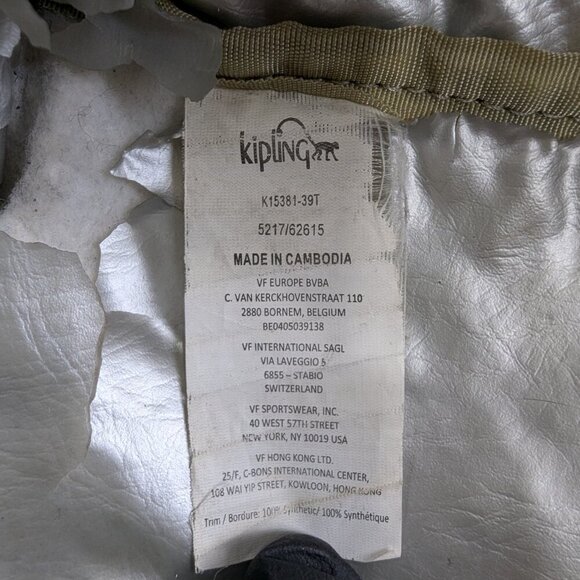 kipling
K15381-39T
5217/62615
MADE IN CAMBODIA
VF EUROPE BVBA
C. VAN KERCKHOVENSTRAAT 110
2880 BORNEM, BELGIUM
BE0405039138
VF INTERNATIONAL SAGL
VIA LAVEGGIO 5
6855 – STABIO
SWITZERLAND
VF SPORTSWEAR, INC.
40 WEST 57TH STREET
NEW YORK, NY 10019 USA
VF HONG KONG LTD.
25/F, C-BONS INTERNATIONAL CENTER,
108 WAI YIP STREET, KOWLOON, HONG KONG
Trim / Bordure: 100% Synthetic/ 100% Synthétique